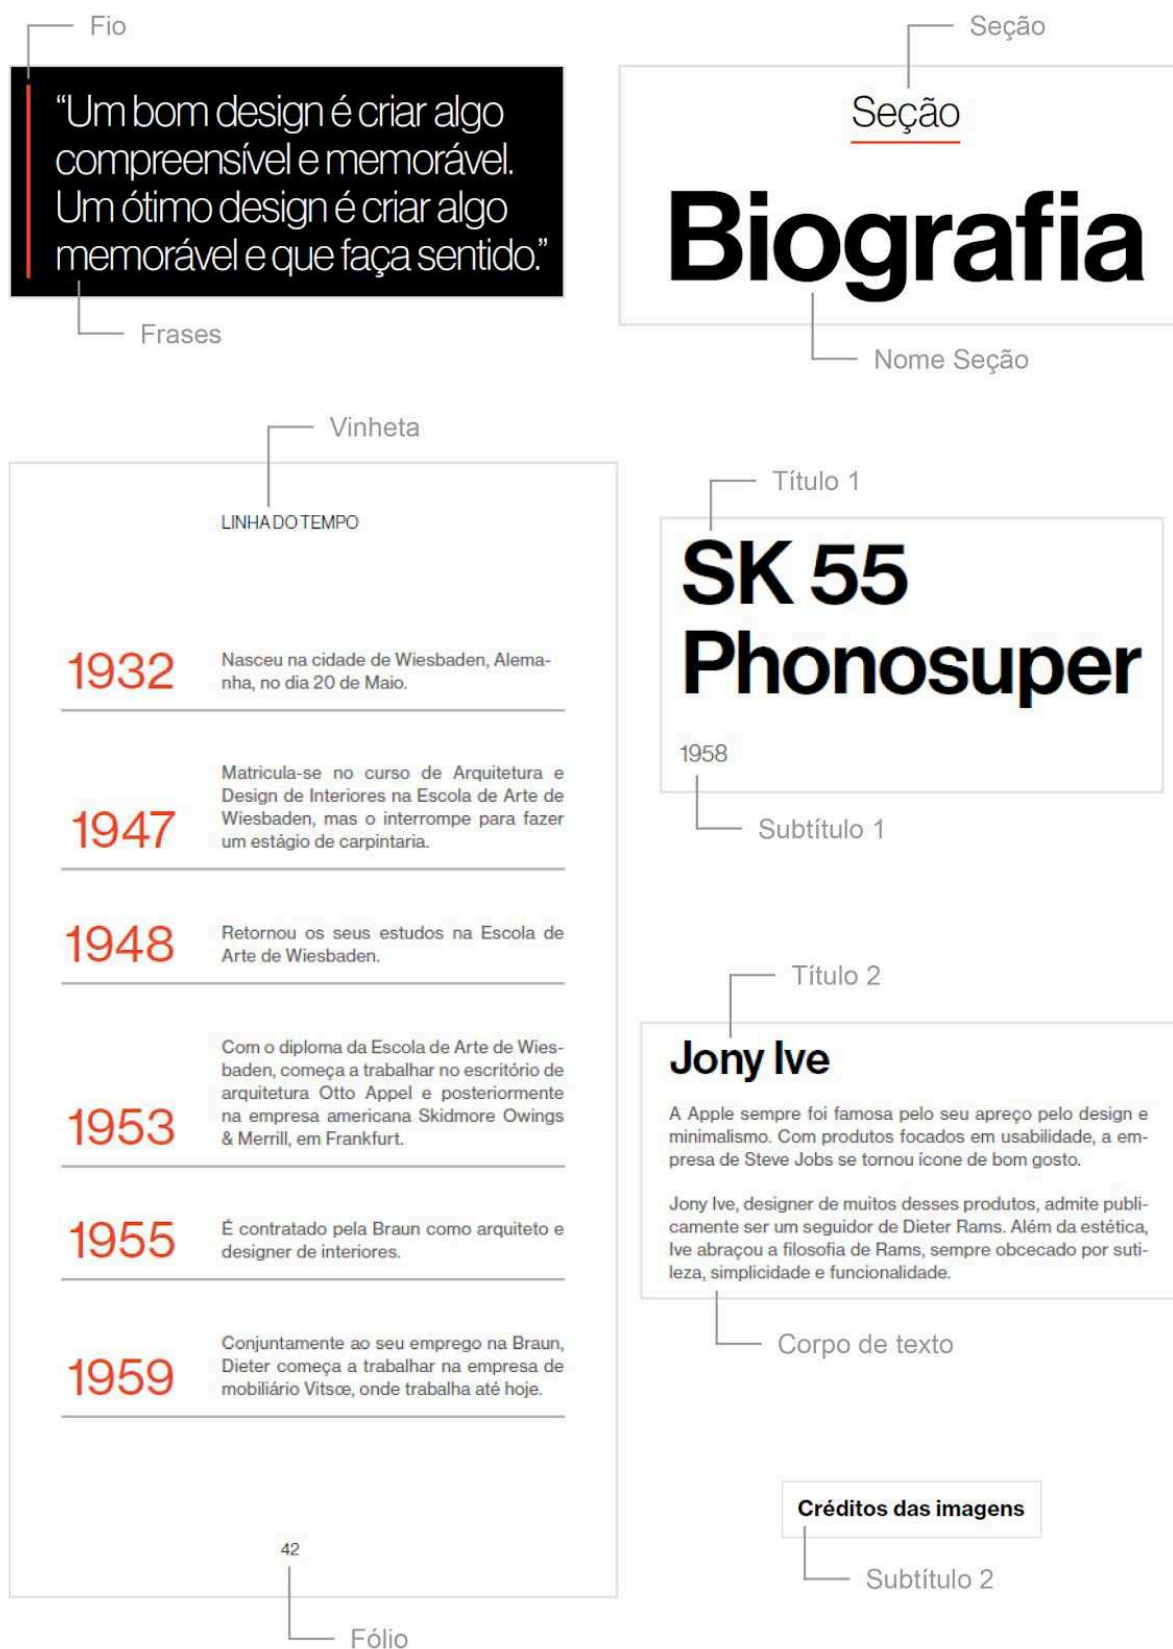 Fio
“Um bom design é criar algo
compreensível e memorável.
Um ótimo design é criar algo
memorável e que faça sentido.”
Frases
Seção
Seção
Biografia
Nome Seção
Vinheta
LINHA DO TEMPO
1932
Nasceu na cidade de Wiesbaden, Alema-
nha, no dia 20 de Maio.
1947
Matricula-se no curso de Arquitetura e
Design de Interiores na Escola de Arte de
Wiesbaden, mas o interrompe para fazer
um estágio de carpintaria.
1948
Retornou os seus estudos na Escola de
Arte de Wiesbaden.
1953
Com o diploma da Escola de Arte de Wies-
baden, começa a trabalhar no escritório de
arquitetura Otto Appel e posteriormente
na empresa americana Skidmore Owings
& Merrill, em Frankfurt.
1955
É contratado pela Braun como arquiteto e
designer de interiores.
1959
Conjuntamente ao seu emprego na Braun,
Dieter começa a trabalhar na empresa de
mobiliário Vitsœ, onde trabalha até hoje.
42
Fólio
Título 1
SK 55
Phonosuper
1958
Subtítulo 1
Título 2
Jony Ive
A Apple sempre foi famosa pelo seu apreço pelo design e
minimalismo. Com produtos focados em usabilidade, a em-
presa de Steve Jobs se tornou ícone de bom gosto.
Jony Ive, designer de muitos desses produtos, admite publi-
camente ser um seguidor de Dieter Rams. Além da estética,
Ive abraçou a filosofia de Rams, sempre obcecado por suti-
leza, simplicidade e funcionalidade.
Corpo de texto
Créditos das imagens
Subtítulo 2